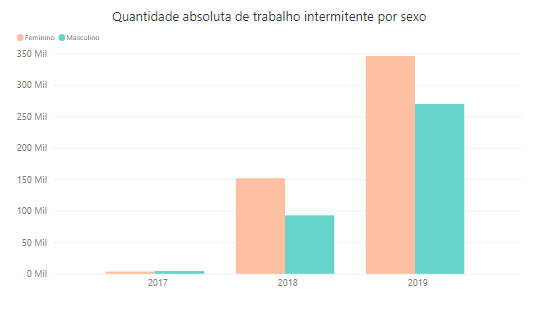 Quantidade absoluta de trabalho intermitente por sexo
Feminino Masculino
350 Mil
300 Mil
250 Mil
200 Mil
150 Mil
100 Mil
50 Mil
0 Mil
2017 2018 2019